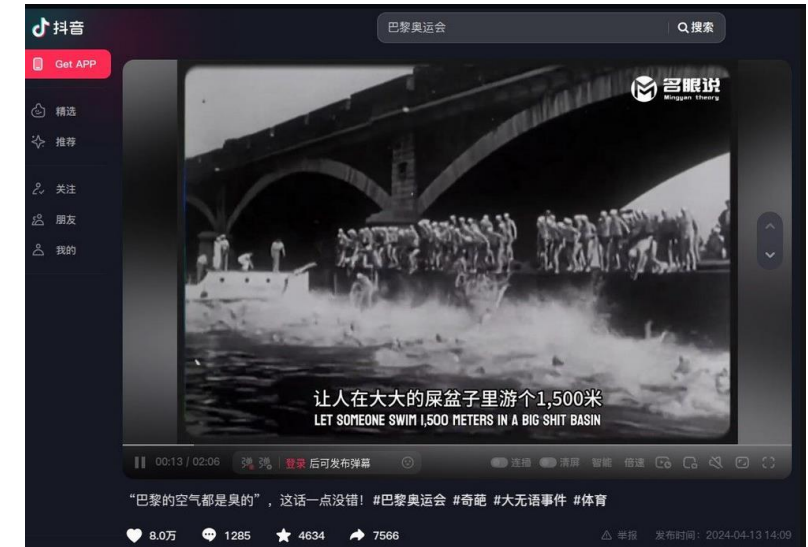 抖音
巴黎奥运会
搜索
Get APP
精选
推荐
关注
朋友
我的
名眼说
Mingyan theory
让人在大大的屎盆子里游个1,500米
LET SOMEONE SWIM 1,500 METERS IN A BIG SHIT BASIN
00:13 / 02:06
弹 弹 登录 后可发布弹幕
连播 清屏 智能 倍速
“巴黎的空气都是臭的”，这话一点没错！#巴黎奥运会 #奇葩 #大无语事件 #体育
8.0万 1285 4634 7566
举报 发布时间：2024-04-13 14:09